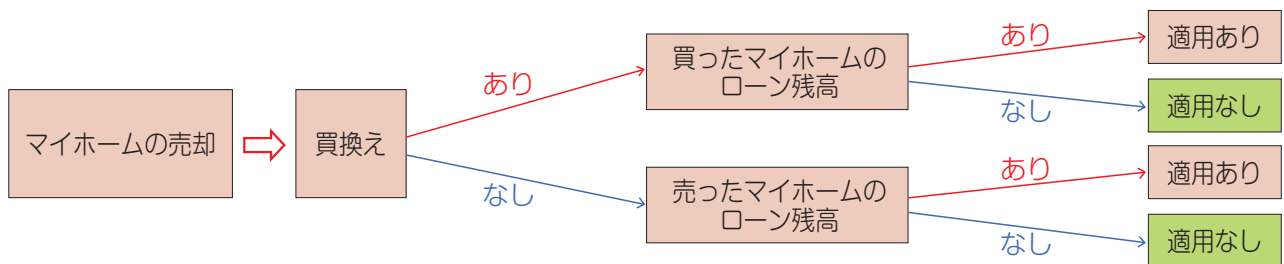 マイホームの売却
買換え
あり
なし
買ったマイホームの
ローン残高
あり
なし
適用あり
適用なし
売ったマイホームの
ローン残高
あり
なし
適用あり
適用なし